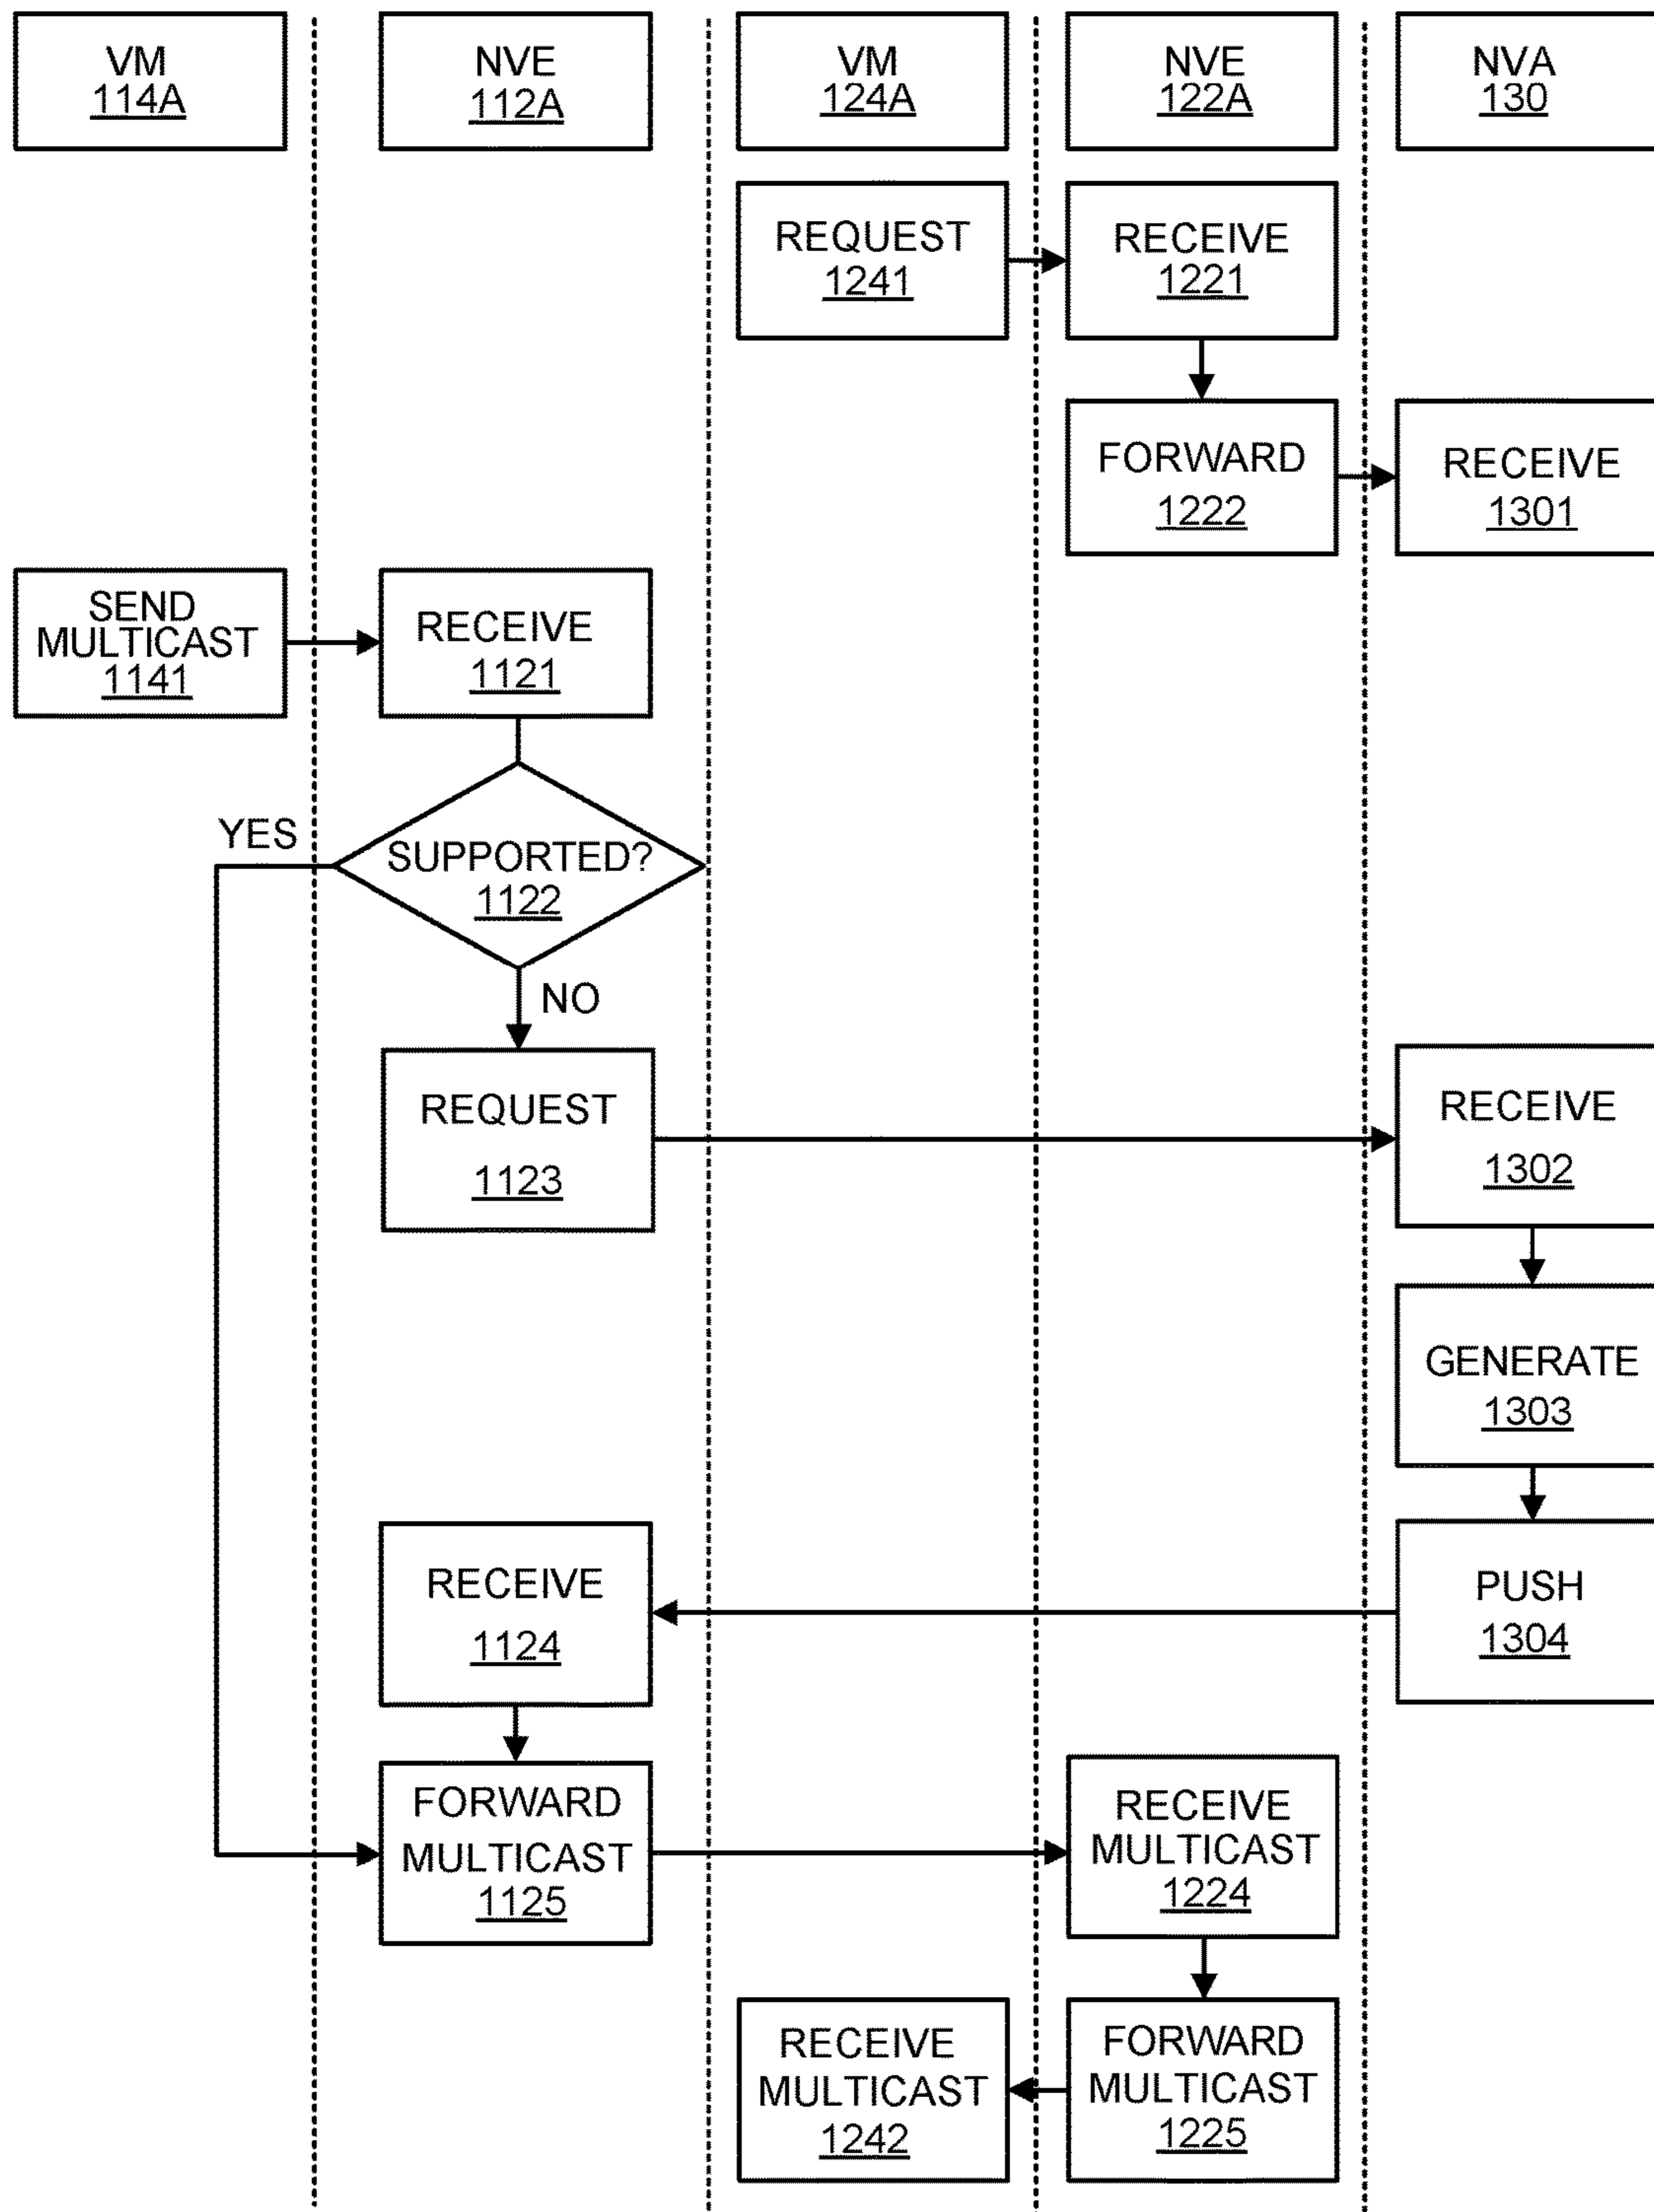 VM
114A
NVE
112A
VM
124A
NVE
122A
NVA
130
REQUEST
1241
RECEIVE
1221
FORWARD
1222
RECEIVE
1301
SEND
MULTICAST
1141
RECEIVE
1121
YES
SUPPORTED?
1122
NO
REQUEST
1123
RECEIVE
1302
GENERATE
1303
RECEIVE
1124
PUSH
1304
FORWARD
MULTICAST
1125
RECEIVE
MULTICAST
1224
RECEIVE
MULTICAST
1242
FORWARD
MULTICAST
1225